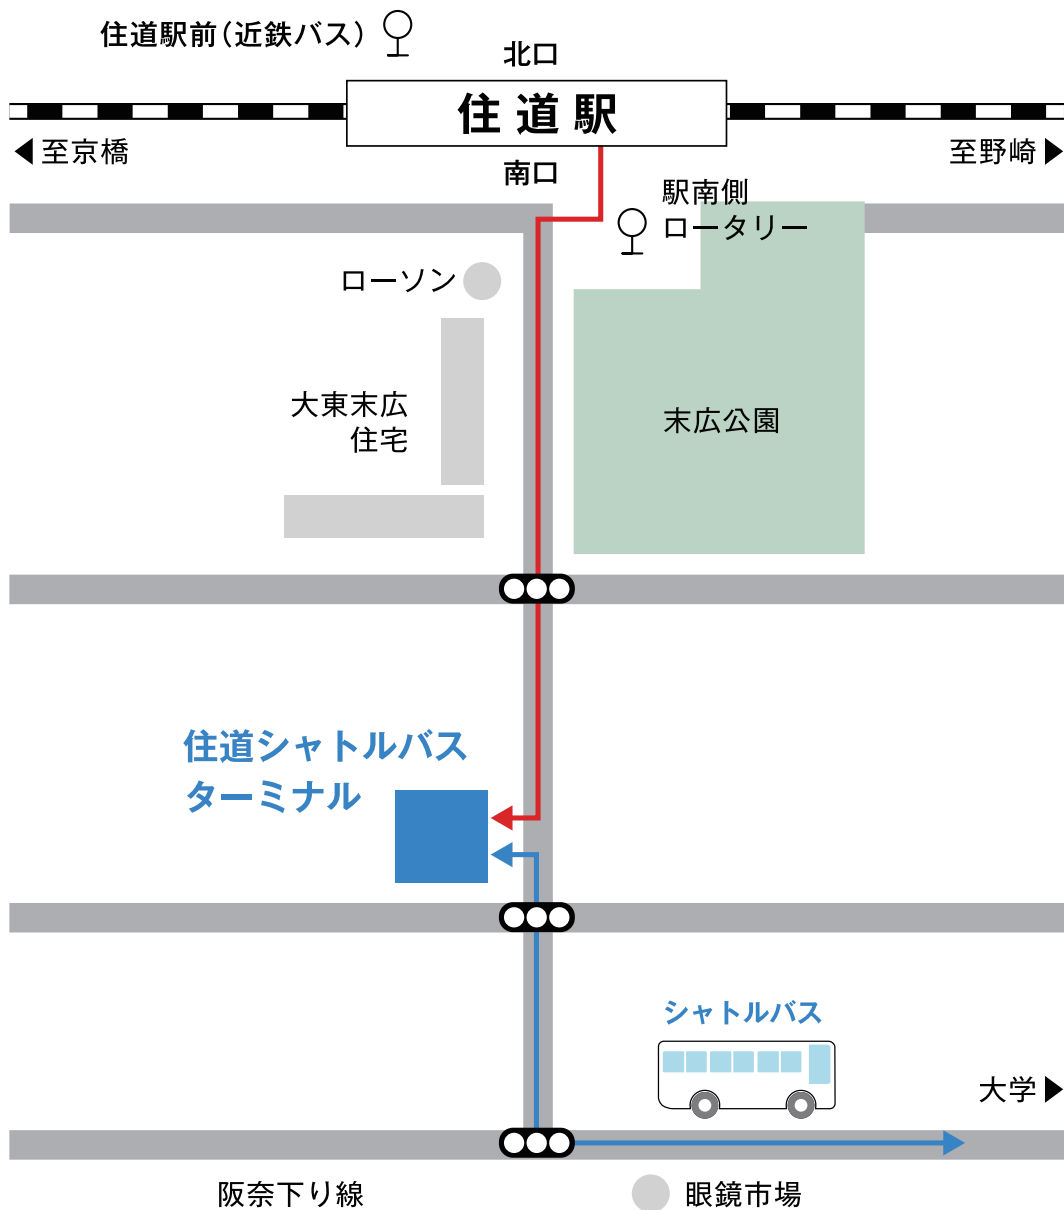 住道駅前(近鉄バス)
北口
住道駅
至京橋
至野崎
南口
駅南側
ロータリー
ローソン
大東末広
住宅
末広公園
住道シャトルバス
ターミナル
シャトルバス
大学
阪奈下り線
眼鏡市場